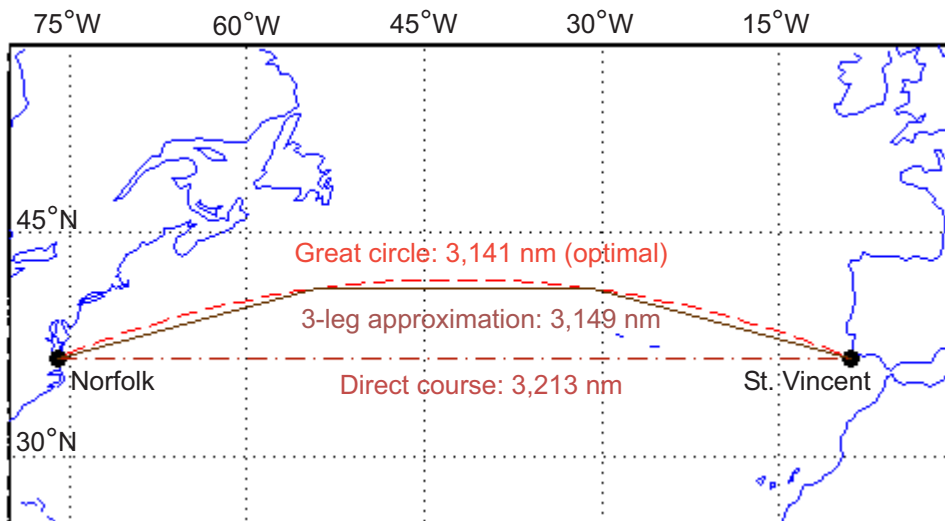 75°W 60°W 45°W 30°W 15°W
45°N
Great circle: 3,141 nm (optimal)
3-leg approximation: 3,149 nm
Norfolk
St. Vincent
Direct course: 3,213 nm
30°N